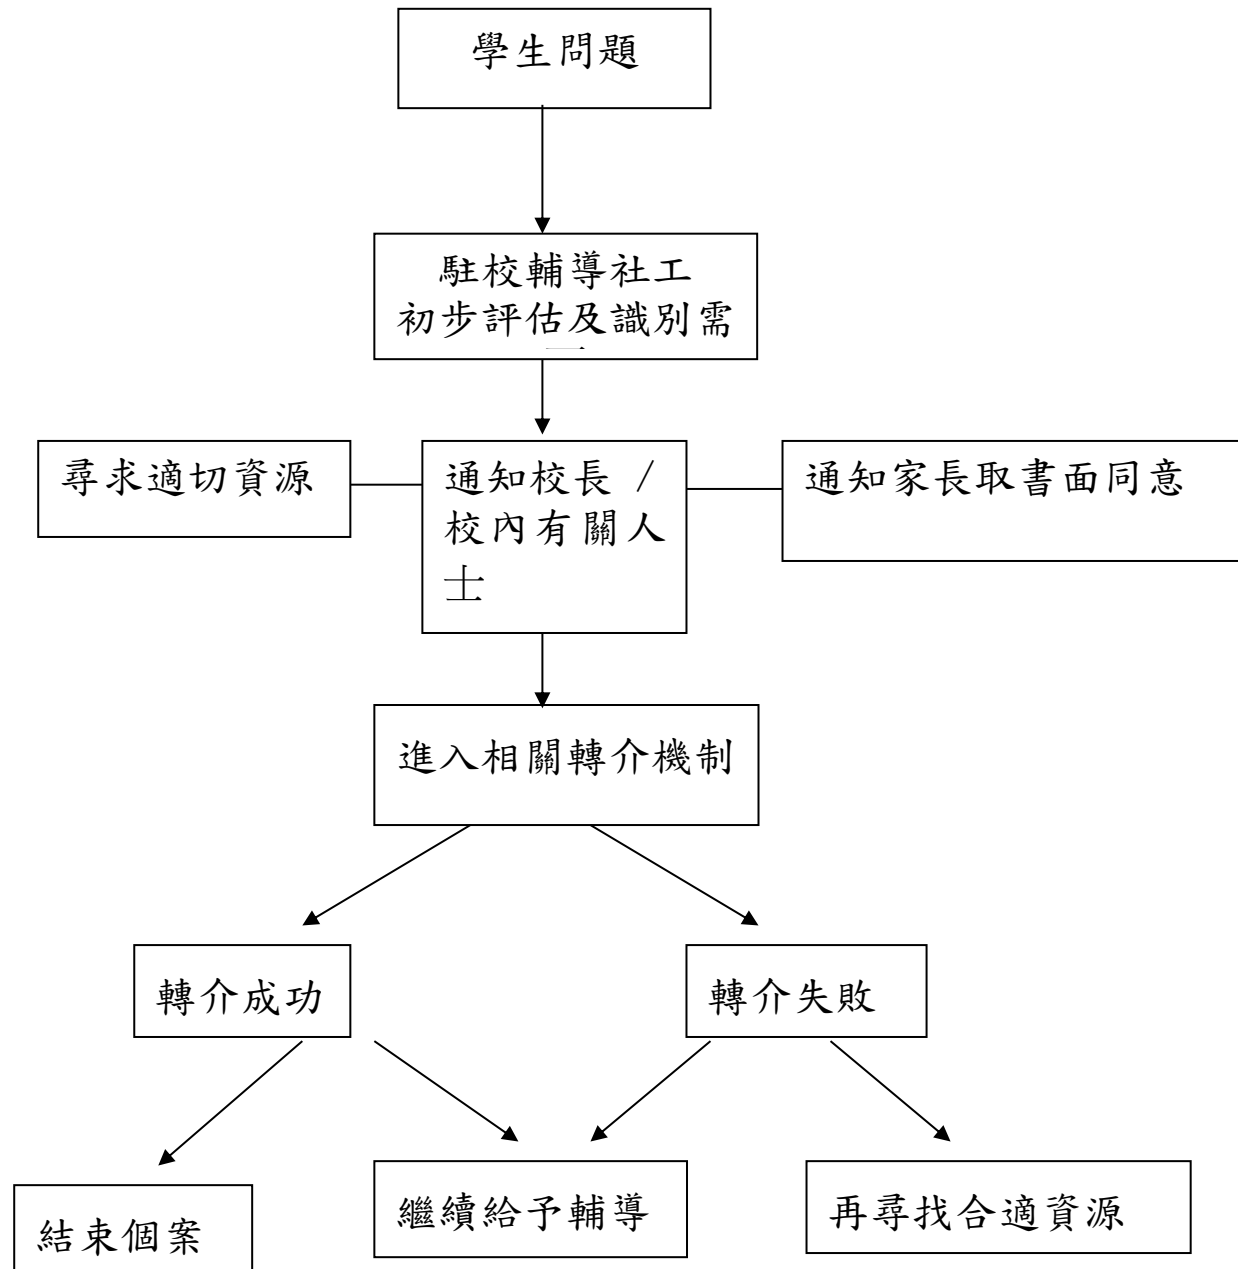 學生問題
駐校輔導社工
初步評估及識別需
尋求適切資源
通知校長 /
校內有關人
士
通知家長取書面同意
進入相關轉介機制
轉介成功
轉介失敗
結束個案
繼續給予輔導
再尋找合適資源